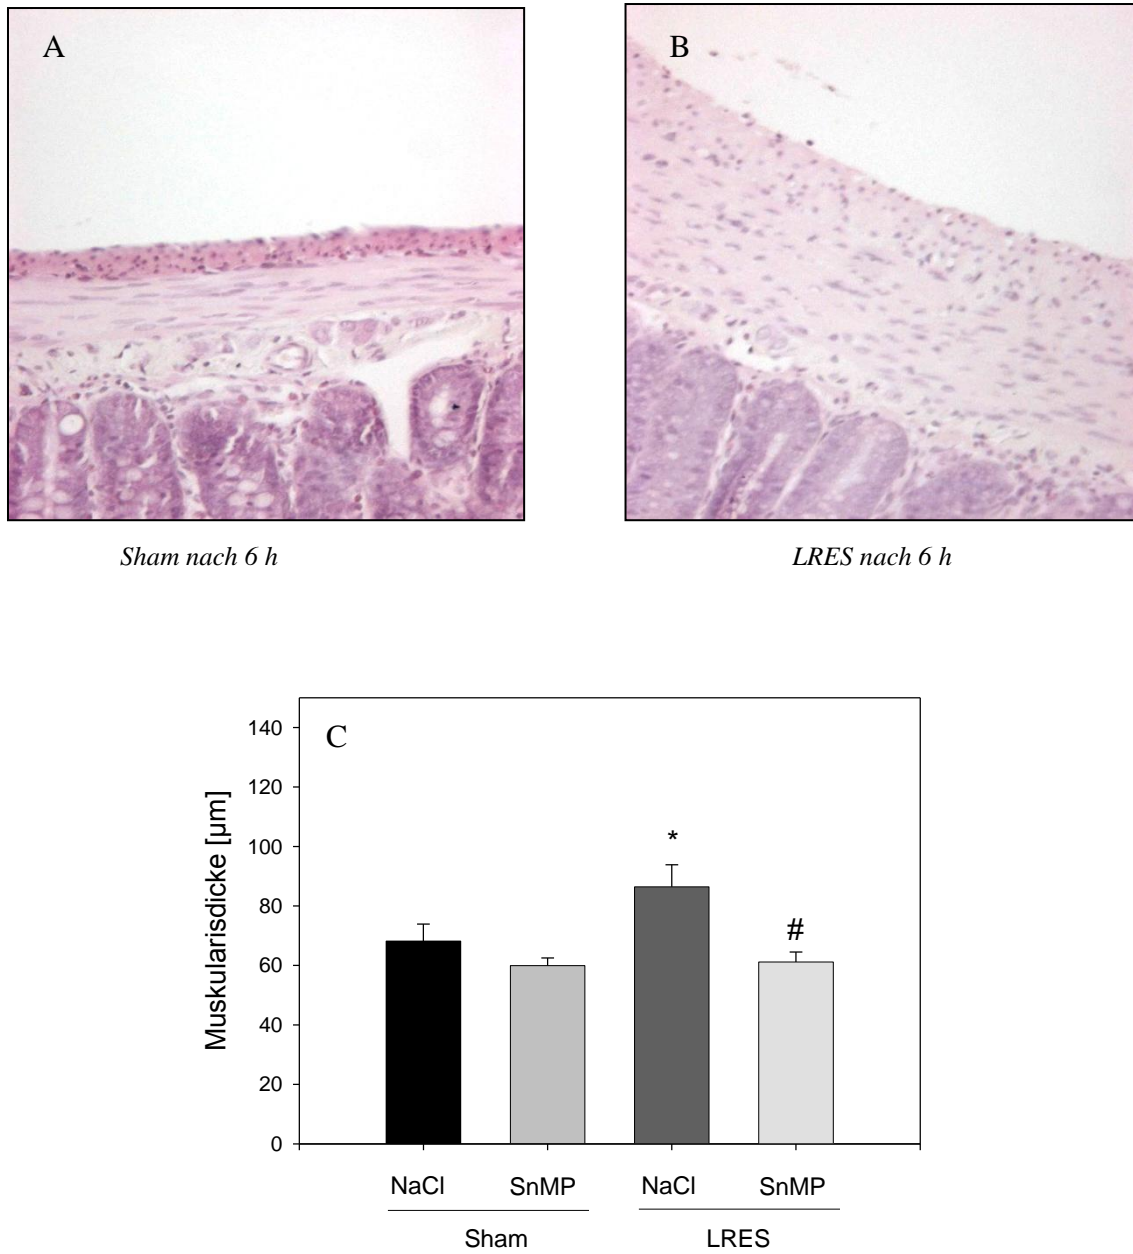 A
B
Sham nach 6 h
LRES nach 6 h
C
140
120
100
80
60
40
20
0
Muskularisdicke [µm]
*
#
NaCl SnMP NaCl SnMP
Sham LRES